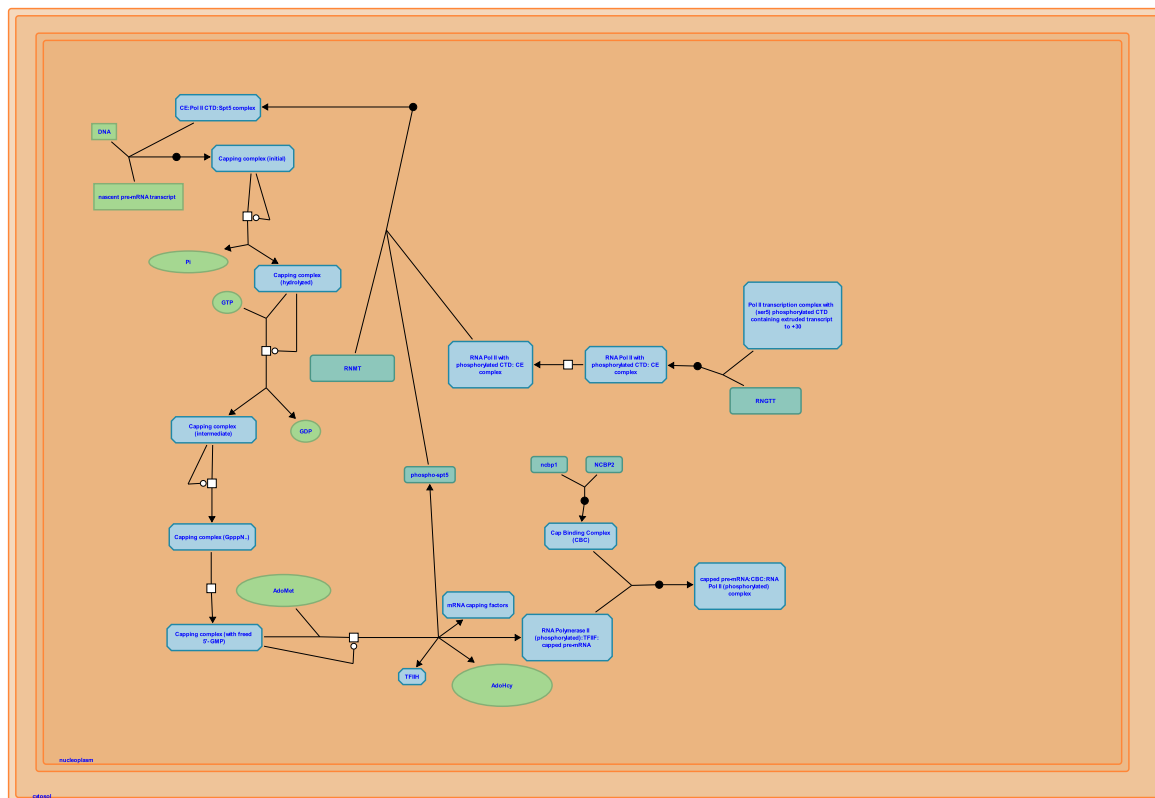 CE:Pol II CTD:Spt5 complex
DNA
Capping complex (initial)
nascent pre-mRNA transcript
Pi
Capping complex
(hydrolyzed)
GTP
Pol II transcription complex with
(ser5) phosphorylated CTD
containing extruded transcript
to +30
RNMT
RNA Pol II with
phosphorylated CTD: CE
complex
RNA Pol II with
phosphorylated CTD: CE
complex
RNGTT
Capping complex
(intermediate)
GDP
phospho-spt5
ncbp1
NCBP2
Capping complex (GpppN..)
Cap Binding Complex
(CBC)
AdoMet
mRNA capping factors
capped pre-mRNA:CBC:RNA
Pol II (phosphorylated)
complex
Capping complex (with freed
5'- GMP)
RNA Polymerase II
(phosphorylated):TFIIF:
capped pre-mRNA
TFIIH
AdoHcy
nucleoplasm
cytosol